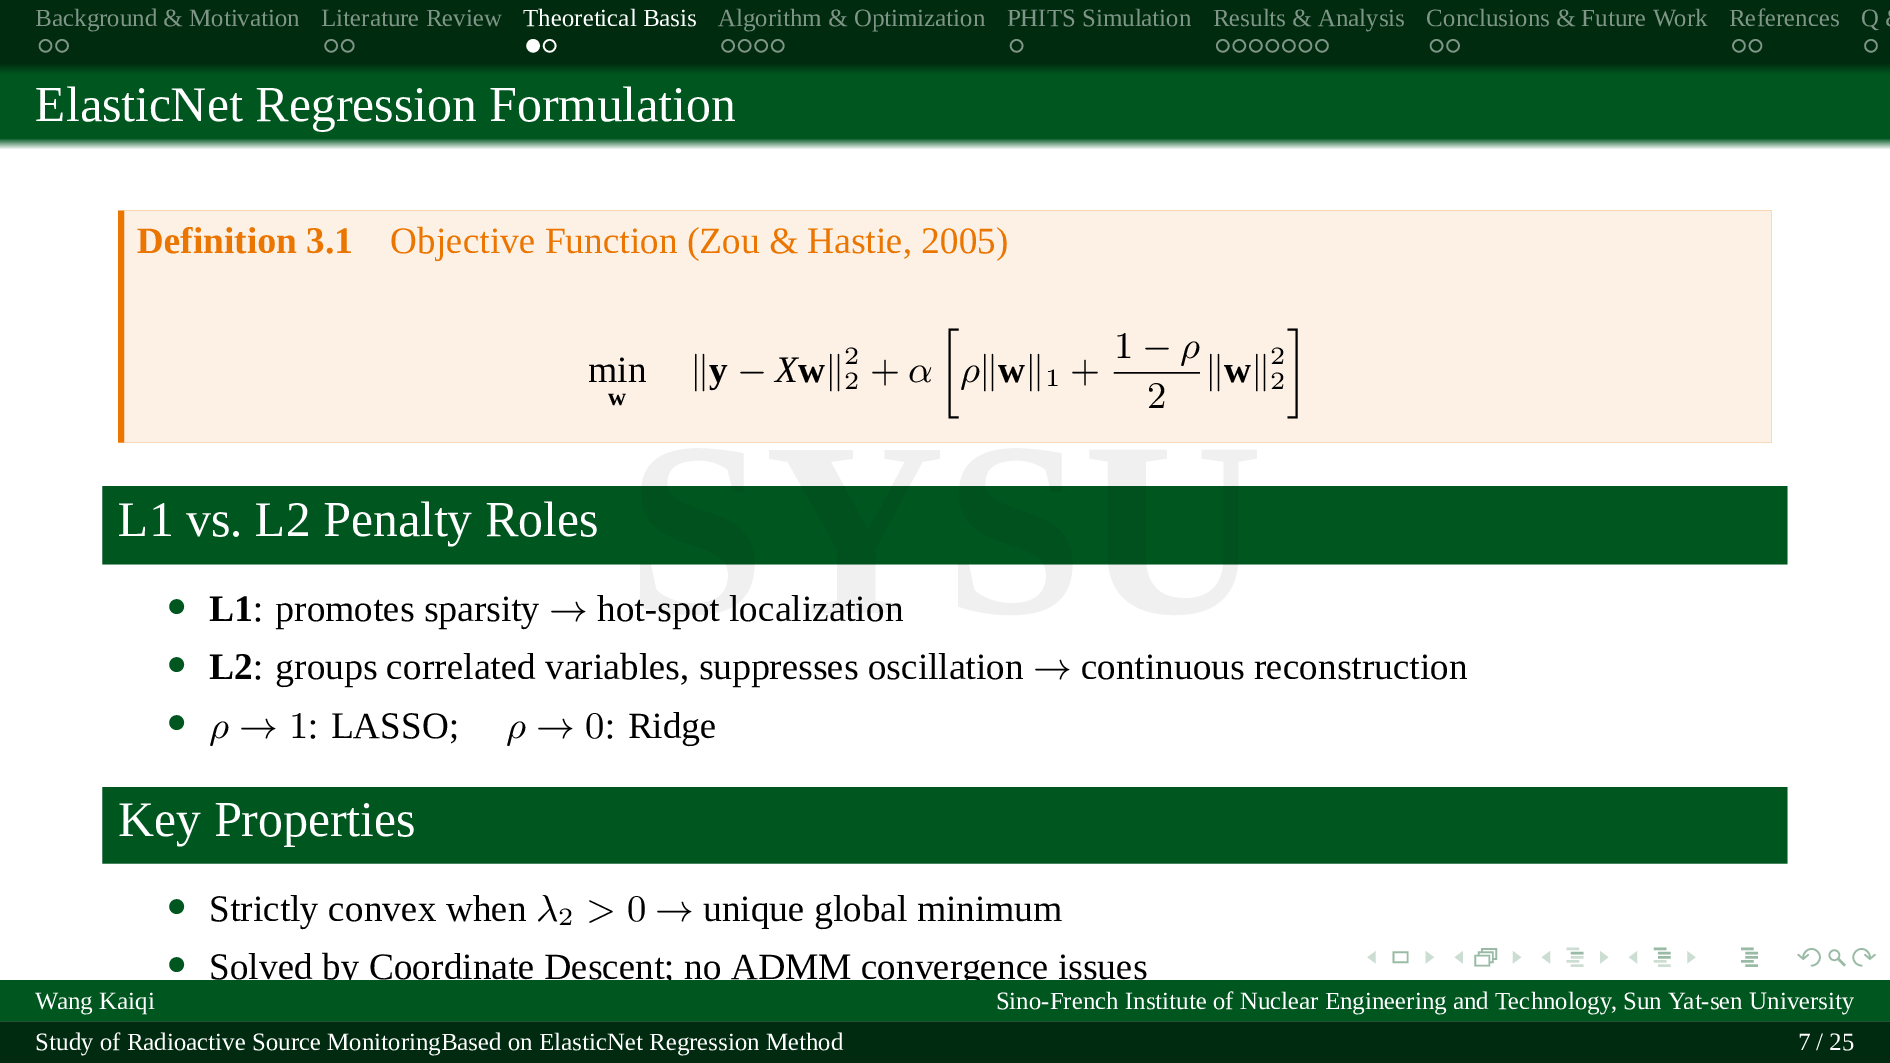 Background & Motivation Literature Review Theoretical Basis Algorithm & Optimization PHITS Simulation Results & Analysis Conclusions & Future Work References Q &
ElasticNet Regression Formulation
Definition 3.1 Objective Function (Zou & Hastie, 2005)
min_w ‖y − Xw‖₂² + α [ρ‖w‖₁ + (1 − ρ)/2 ‖w‖₂²]
SYSU
L1 vs. L2 Penalty Roles
• L1: promotes sparsity → hot-spot localization
• L2: groups correlated variables, suppresses oscillation → continuous reconstruction
• ρ → 1: LASSO; ρ → 0: Ridge
Key Properties
• Strictly convex when λ₂ > 0 → unique global minimum
• Solved by Coordinate Descent; no ADMM convergence issues
Wang Kaiqi Sino-French Institute of Nuclear Engineering and Technology, Sun Yat-sen University
Study of Radioactive Source MonitoringBased on ElasticNet Regression Method 7 / 25